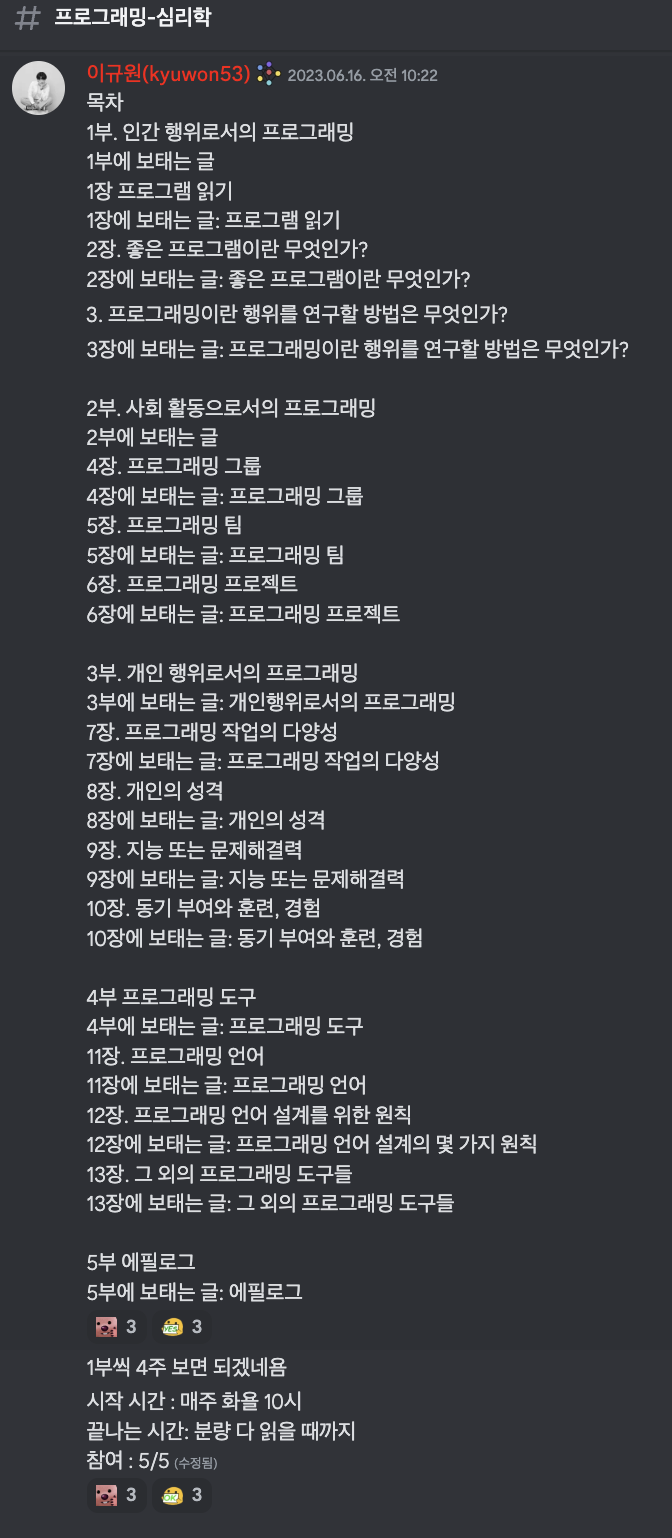 # 프로그래밍-심리학
이규원(kyuwon53) 2023.06.16. 오전 10:22
목차
1부. 인간 행위로서의 프로그래밍
1부에 보태는 글
1장 프로그램 읽기
1장에 보태는 글: 프로그램 읽기
2장. 좋은 프로그램이란 무엇인가?
2장에 보태는 글: 좋은 프로그램이란 무엇인가?
3. 프로그래밍이란 행위를 연구할 방법은 무엇인가?
3장에 보태는 글: 프로그래밍이란 행위를 연구할 방법은 무엇인가?
2부. 사회 활동으로서의 프로그래밍
2부에 보태는 글
4장. 프로그래밍 그룹
4장에 보태는 글: 프로그래밍 그룹
5장. 프로그래밍 팀
5장에 보태는 글: 프로그래밍 팀
6장. 프로그래밍 프로젝트
6장에 보태는 글: 프로그래밍 프로젝트
3부. 개인 행위로서의 프로그래밍
3부에 보태는 글: 개인행위로서의 프로그래밍
7장. 프로그래밍 작업의 다양성
7장에 보태는 글: 프로그래밍 작업의 다양성
8장. 개인의 성격
8장에 보태는 글: 개인의 성격
9장. 지능 또는 문제해결력
9장에 보태는 글: 지능 또는 문제해결력
10장. 동기 부여와 훈련, 경험
10장에 보태는 글: 동기 부여와 훈련, 경험
4부 프로그래밍 도구
4부에 보태는 글: 프로그래밍 도구
11장. 프로그래밍 언어
11장에 보태는 글: 프로그래밍 언어
12장. 프로그래밍 언어 설계를 위한 원칙
12장에 보태는 글: 프로그래밍 언어 설계의 몇 가지 원칙
13장. 그 외의 프로그래밍 도구들
13장에 보태는 글: 그 외의 프로그래밍 도구들
5부 에필로그
5부에 보태는 글: 에필로그
3 YES! 3
1부씩 4주 보면 되겠네욤
시작 시간 : 매주 화욜 10시
끝나는 시간: 분량 다 읽을 때까지
참여 : 5/5 (수정됨)
3 OK! 3